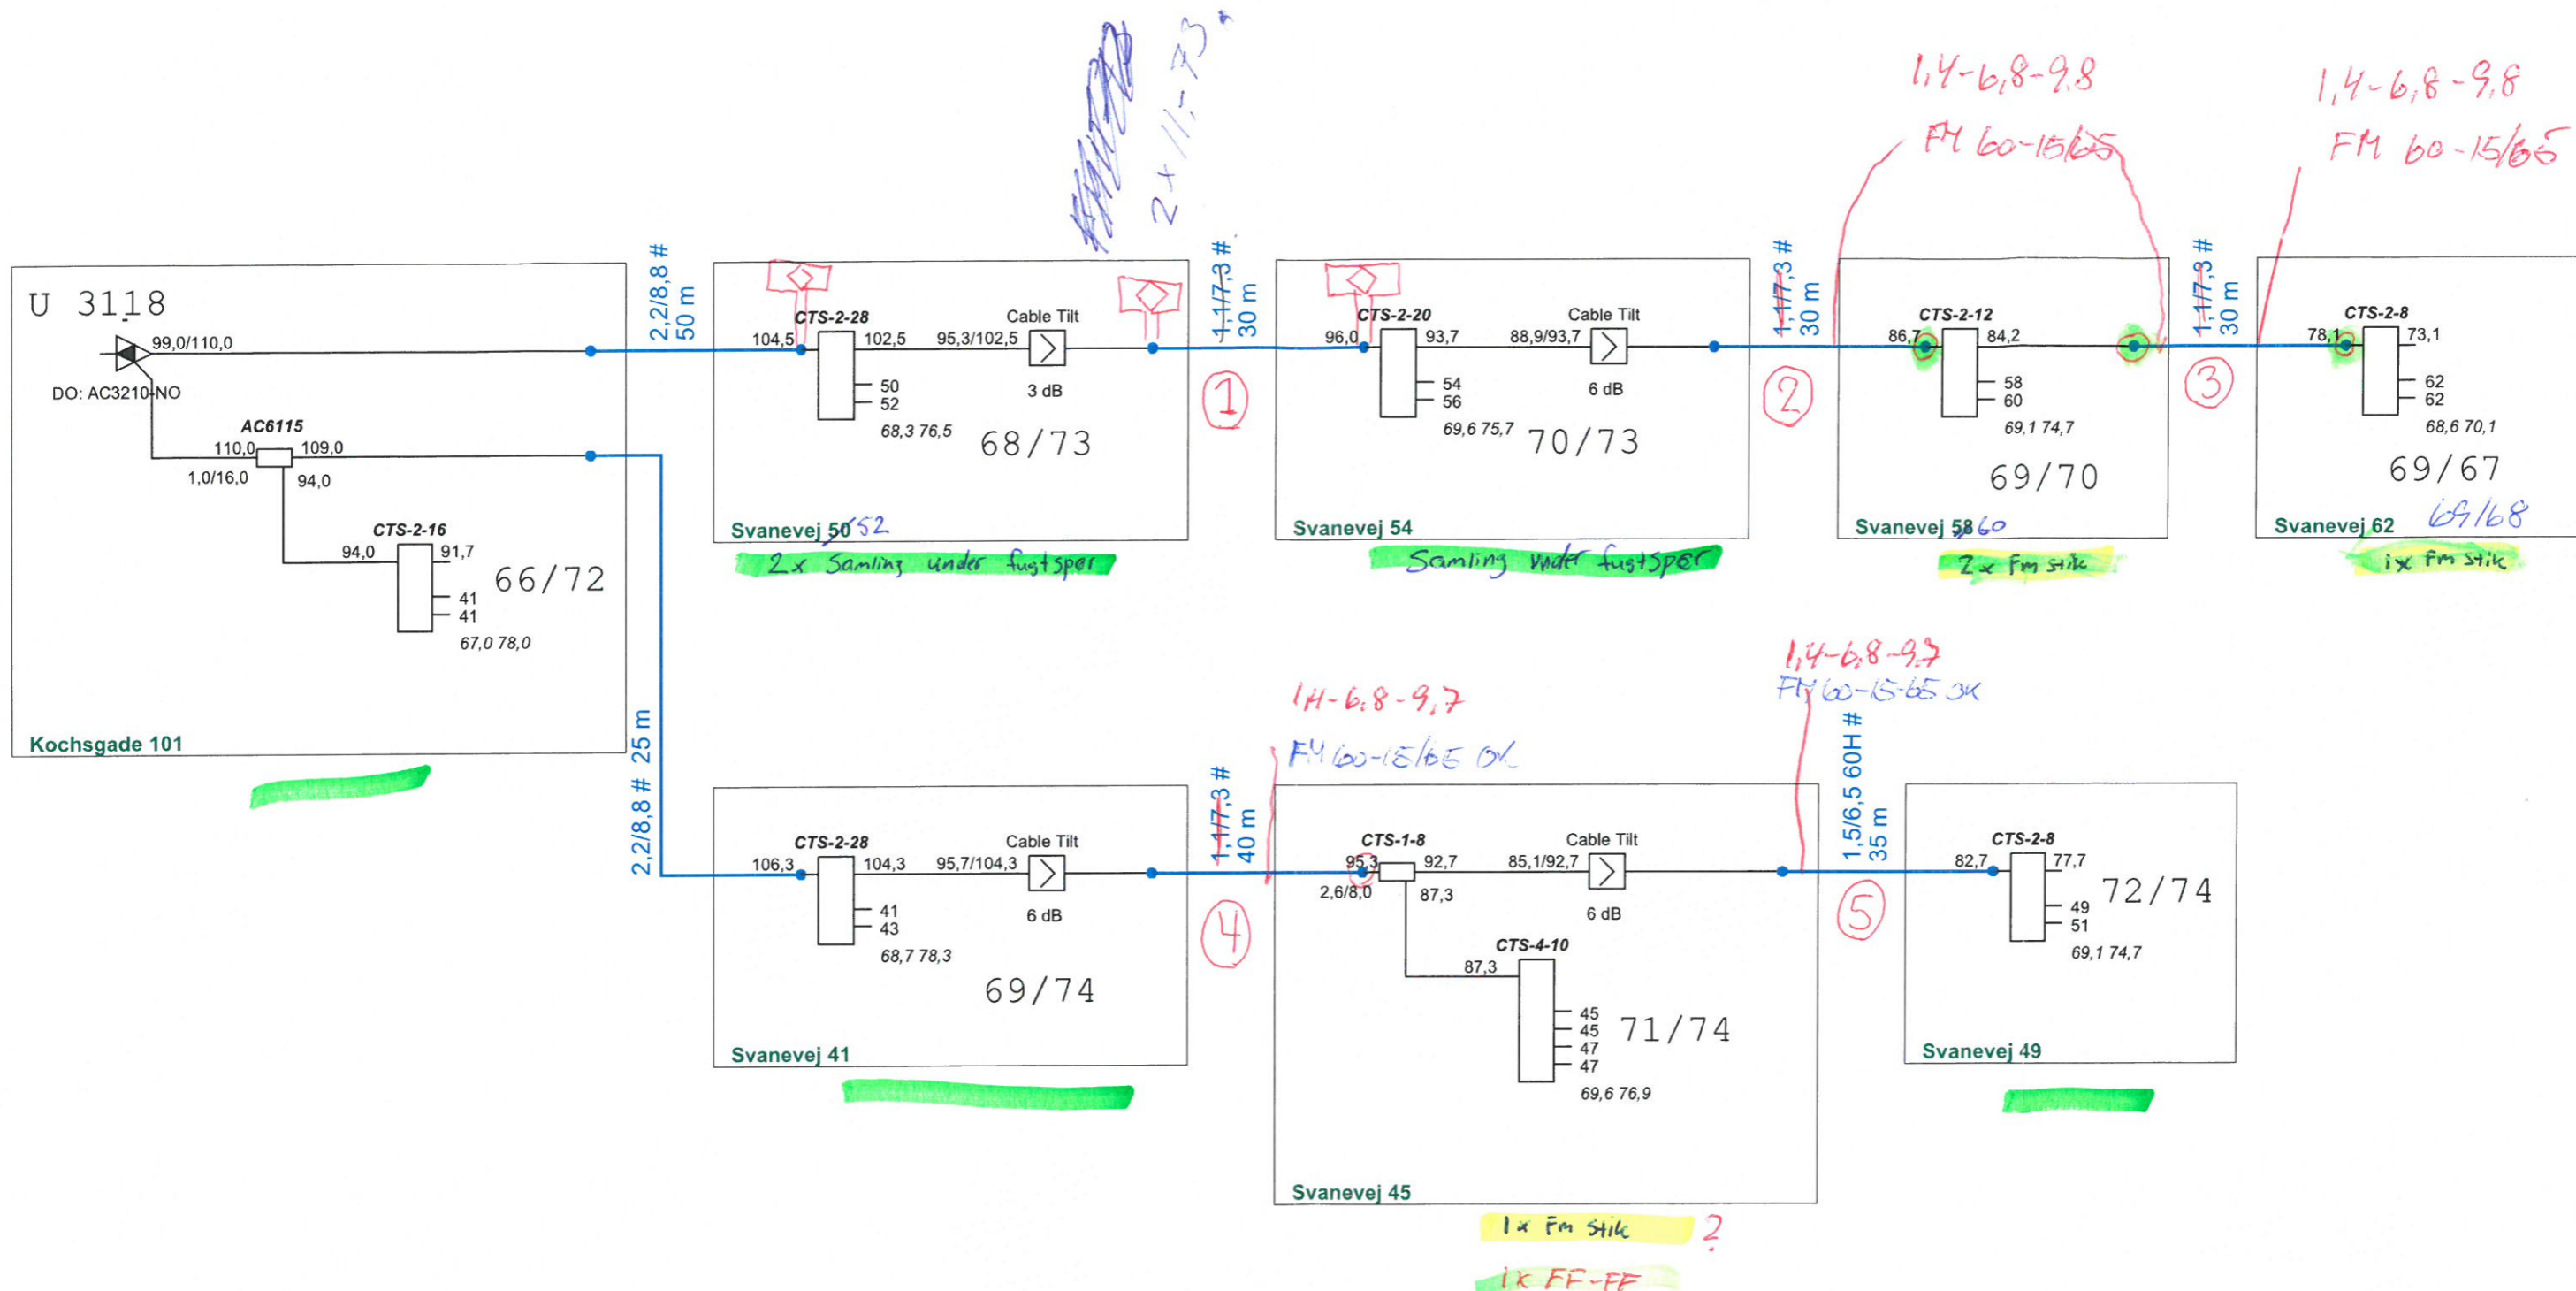 2x11,-73*
1,4-6,8-9,8
FM 60-15/65
1,4-6,8-9,8
FM 60-15/65
U 3118
99,0/110,0
DO: AC3210-NO
AC6115
110,0
109,0
1,0/16,0
94,0
CTS-2-16
94,0
91,7
66/72
41
41
67,0 78,0
Kochsgade 101
2,2/8,8 #
50 m
CTS-2-28
104,5
102,5
95,3/102,5
Cable Tilt
3 dB
50
52
68,3 76,5
68/73
Svanevej 50/52
2x Samling under fugtsper
1,1/7,3 #
30 m
1
CTS-2-20
96,0
93,7
88,9/93,7
Cable Tilt
6 dB
54
56
69,6 75,7
70/73
Svanevej 54
Samling under fugtsper
1,1/7,3 #
30 m
2
CTS-2-12
86,7
84,2
58
60
69,1 74,7
69/70
Svanevej 58 60
2x Fm stik
1,1/7,3 #
30 m
3
CTS-2-8
78,1
73,1
62
62
68,6 70,1
69/67
Svanevej 62
69/68
1x Fm stik
2,2/8,8 # 25 m
CTS-2-28
106,3
104,3
95,7/104,3
Cable Tilt
6 dB
41
43
68,7 78,3
69/74
Svanevej 41
1,1/7,3 #
40 m
4
1,4-6,8-9,7
FM 60-15/65 OK
CTS-1-8
95,3
92,7
85,1/92,7
Cable Tilt
6 dB
2,6/8,0
87,3
CTS-4-10
87,3
45
45
47
47
71/74
69,6 76,9
Svanevej 45
1x Fm stik ?
1x FF-FF
1,4-6,8-9,7
FM 60-15-65 OK
1,5/6,5 60H #
35 m
5
CTS-2-8
82,7
77,7
72/74
49
51
69,1 74,7
Svanevej 49